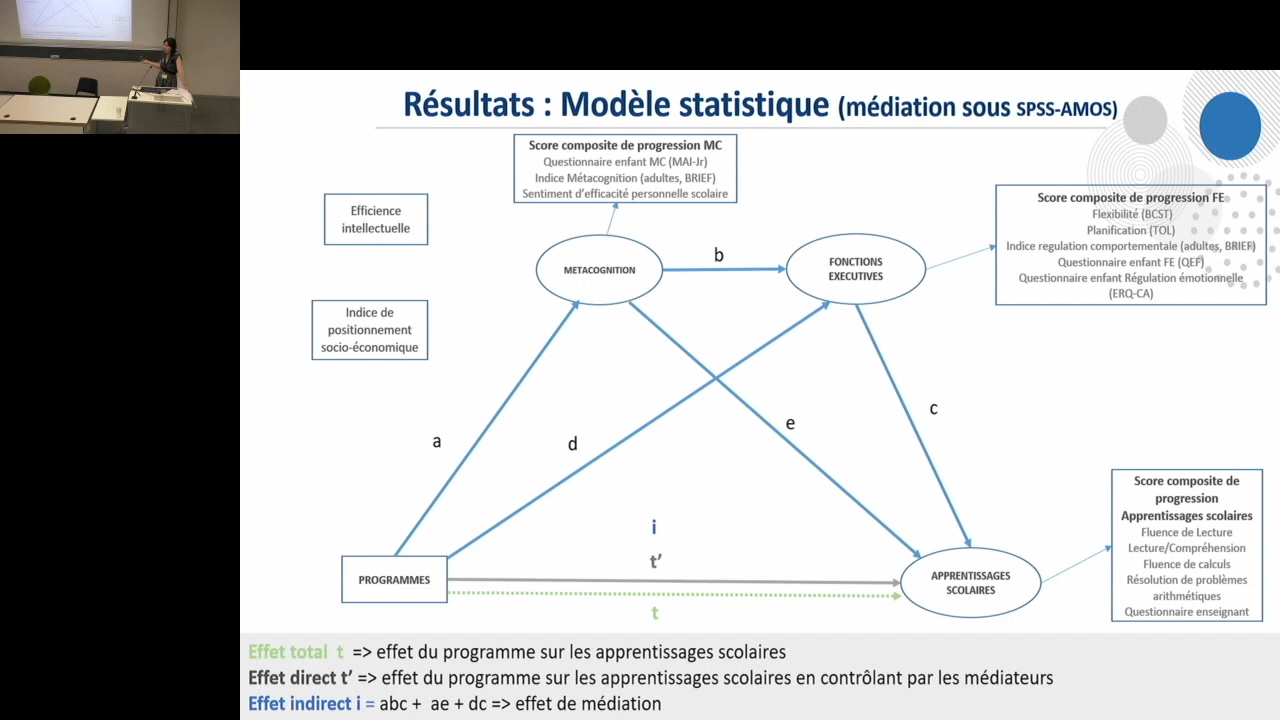 Résultats : Modèle statistique (médiation sous SPSS-AMOS)
Score composite de progression MC
Questionnaire enfant MC (MAI-Jr)
Indice Métacognition (adultes, BRIEF)
Sentiment d'efficacité personnelle scolaire
Efficience
intellectuelle
Score composite de progression FE
Flexibilité (BCST)
Planification (TOL)
Indice regulation comportementale (adultes, BRIEF)
Questionnaire enfant FE (QEF)
Questionnaire enfant Régulation émotionnelle
(ERQ-CA)
METACOGNITION
b
FONCTIONS
EXECUTIVES
Indice de
positionnement
socio-économique
a
d
e
c
i
t'
t
PROGRAMMES
APPRENTISSAGES
SCOLAIRES
Score composite de
progression
Apprentissages scolaires
Fluence de Lecture
Lecture/Compréhension
Fluence de calculs
Résolution de problèmes
arithmétiques
Questionnaire enseignant
Effet total t => effet du programme sur les apprentissages scolaires
Effet direct t' => effet du programme sur les apprentissages scolaires en contrôlant par les médiateurs
Effet indirect i = abc + ae + dc => effet de médiation